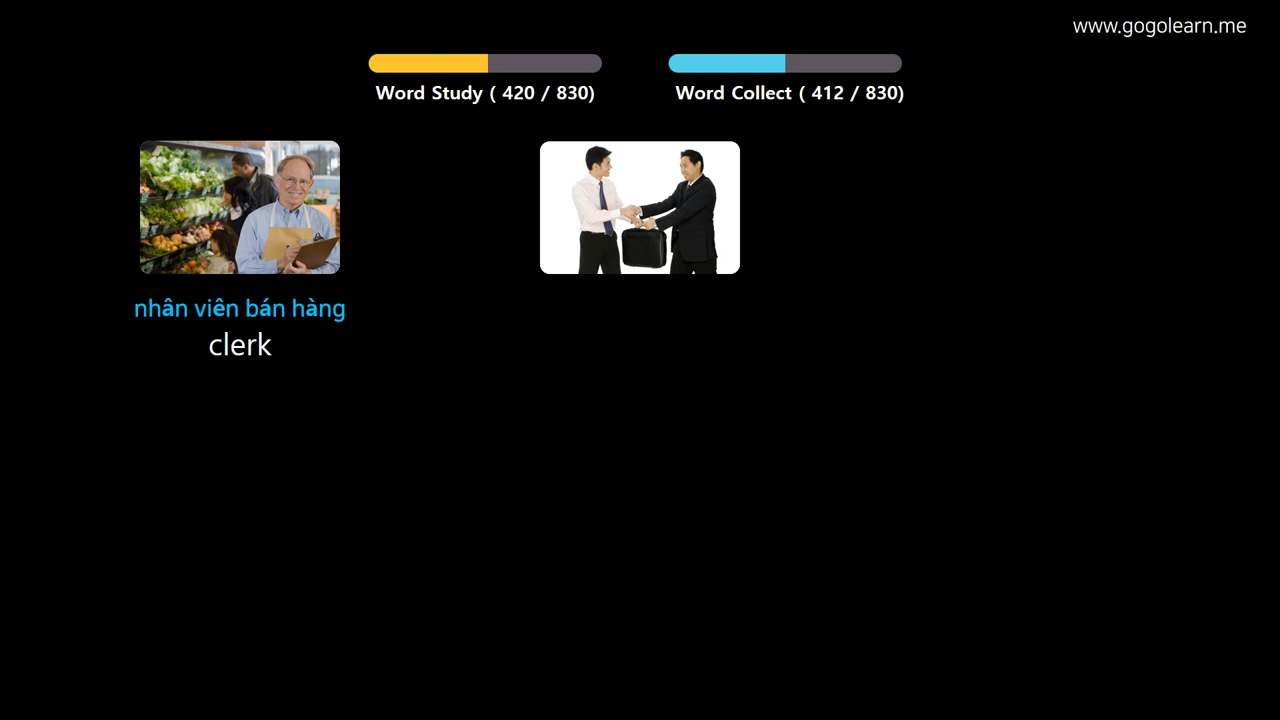 www.gogolearn.me
Word Study ( 420 / 830)
Word Collect ( 412 / 830)
nhân viên bán hàng
clerk